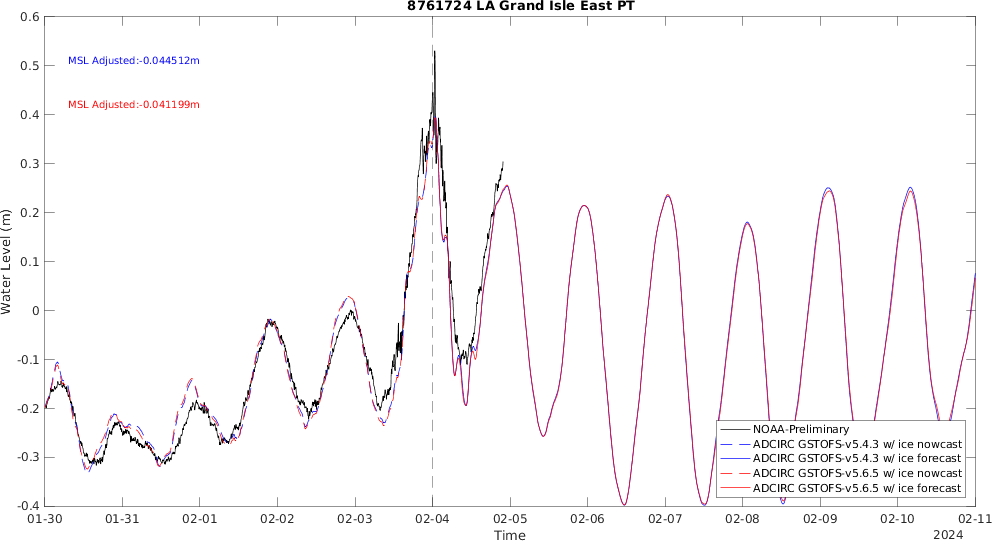 8761724 LA Grand Isle East PT
MSL Adjusted:-0.044512m
MSL Adjusted:-0.041199m
Water Level (m)
0.6
0.5
0.4
0.3
0.2
0.1
0
-0.1
-0.2
-0.3
-0.4
NOAA-Preliminary
ADCIRC GSTOFS-v5.4.3 w/ ice nowcast
ADCIRC GSTOFS-v5.4.3 w/ ice forecast
ADCIRC GSTOFS-v5.6.5 w/ ice nowcast
ADCIRC GSTOFS-v5.6.5 w/ ice forecast
01-30 01-31 02-01 02-02 02-03 02-04 02-05 02-06 02-07 02-08 02-09 02-10 02-11
Time
2024